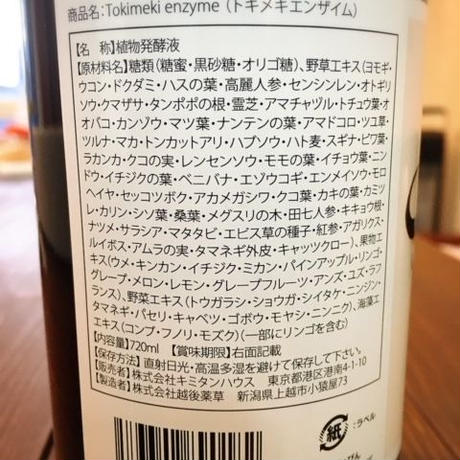 商品名：Tokimeki enzyme（トキメキエンザイム）
【名　称】植物発酵液
【原材料名】糖類（糖蜜・黒砂糖・オリゴ糖）、野草エキス（ヨモギ・
ウコン・ドクダミ・ハスの葉・高麗人参・センシンレン・オトギリ
ソウ・クマザサ・タンポポの根・霊芝・アマチャヅル・トチュウ葉・オ
オバコ・カンゾウ・マツ葉・ナンテンの葉・アマドコロ・ツユ草・
ツルナ・マカ・トンカットアリ・ハブソウ・ハト麦・スギナ・ビワ葉・
ラカンカ・クコの実・レンセンソウ・モモの葉・イチョウ葉・ニン
ドウ・イチジクの葉・ベニバナ・エゾウコギ・エンメイソウ・モロ
ヘイヤ・セッコツボク・アカメガシワ・クコ葉・カキの葉・カミツ
レ・カリン・シソ葉・桑葉・メグスリの木・田七人参・キキョウ根・
ナツメ・サラシア・マタタビ・エビス草の種子・紅参・アガリクス・
ルイボス・アムラの実・タマネギ外皮・キャッツクロー）、果物エ
キス（ウメ・キンカン・イチジク・ミカン・パインアップル・リンゴ・
グレープ・メロン・レモン・グレープフルーツ・アンズ・ユズ・ラフ
ランス）、野菜エキス（トウガラシ・ショウガ・シイタケ・ニンジン・
タマネギ・パセリ・キャベツ・ゴボウ・モヤシ・ニンニク）、海藻エ
キス（コンブ・フノリ・モズク）（一部にリンゴを含む）
【内容量】720ml　【賞味期限】右面記載
【保存方法】直射日光・高温多湿を避けて保存して下さい。
【販売者】株式会社キミタンハウス　東京都港区港南4-1-10
【製造者】株式会社越後薬草　新潟県上越市小猿屋73
紙
：ラベル